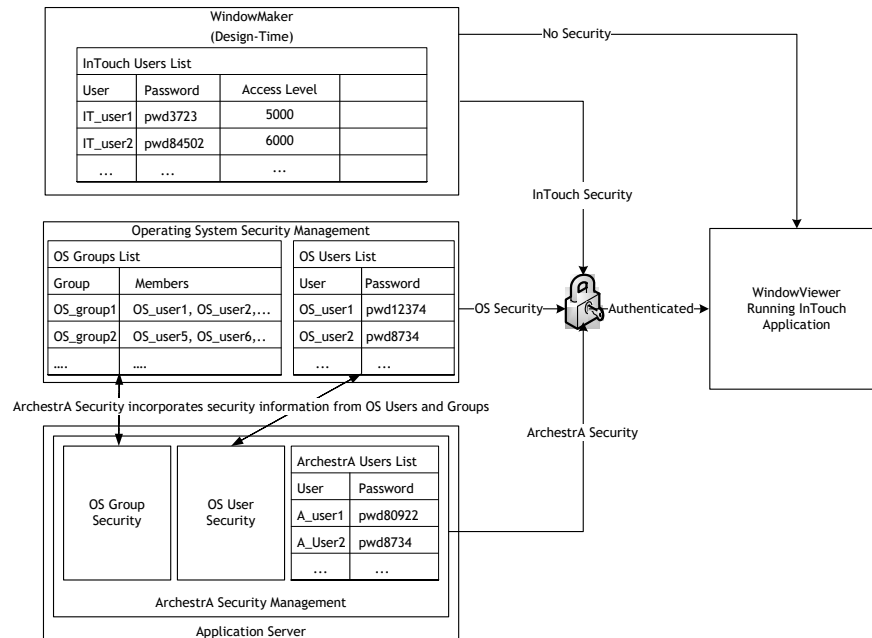 WindowMaker
(Design-Time)
InTouch Users List
User Password Access Level
IT_user1 pwd3723 5000
IT_user2 pwd84502 6000
... ... ...
No Security
InTouch Security
Operating System Security Management
OS Groups List
Group Members
OS_group1 OS_user1, OS_user2,...
OS_group2 OS_user5, OS_user6,..
.... ....
OS Users List
User Password
OS_user1 pwd12374
OS_user2 pwd8734
... ...
OS Security
Authenticated
WindowViewer
Running InTouch
Application
ArchestrA Security incorporates security information from OS Users and Groups
ArchestrA Security
OS Group
Security
OS User
Security
ArchestrA Users List
User Password
A_user1 pwd80922
A_User2 pwd8734
... ...
ArchestrA Security Management
Application Server